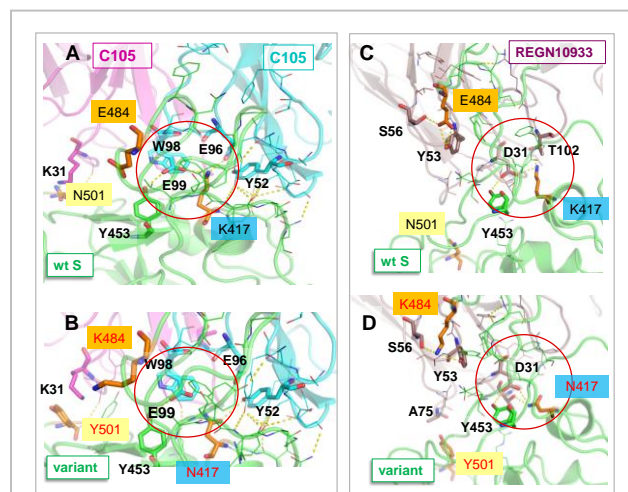 A
C105
C105
E484
W98
E96
E99
Y52
K31
N501
K417
Y453
wt S
B
K484
E96
W98
K31
E99
Y52
Y501
Y453
N417
variant
C
REGN10933
E484
S56
D31
T102
Y53
K417
N501
Y453
wt S
K484
D
S56
D31
Y53
N417
A75
Y453
Y501
variant